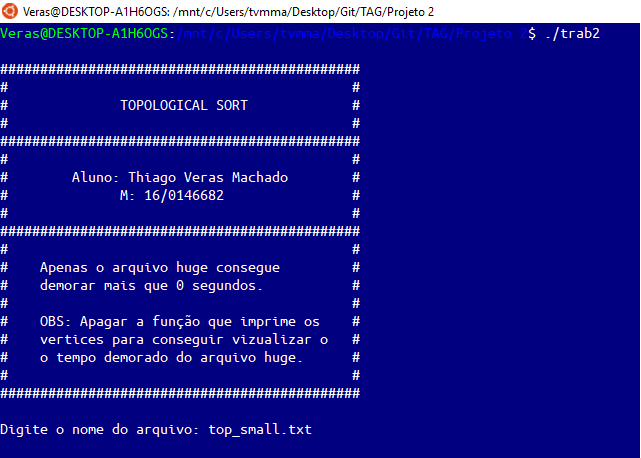 Veras@DESKTOP-A1H6OGS: /mnt/c/Users/tvmma/Desktop/Git/TAG/Projeto 2
Veras@DESKTOP-A1H6OGS:/mnt/c/Users/tvmma/Desktop/Git/TAG/Projeto 2$ ./trab2
#############################################
#                                           #
#              TOPOLOGICAL SORT             #
#                                           #
#############################################
#                                           #
#        Aluno: Thiago Veras Machado        #
#              M: 16/0146682                #
#                                           #
#############################################
#                                           #
#    Apenas o arquivo huge consegue         #
#    demorar mais que 0 segundos.           #
#                                           #
#    OBS: Apagar a função que imprime os    #
#    vertices para conseguir vizualizar o   #
#    o tempo demorado do arquivo huge.      #
#                                           #
#############################################
Digite o nome do arquivo: top_small.txt